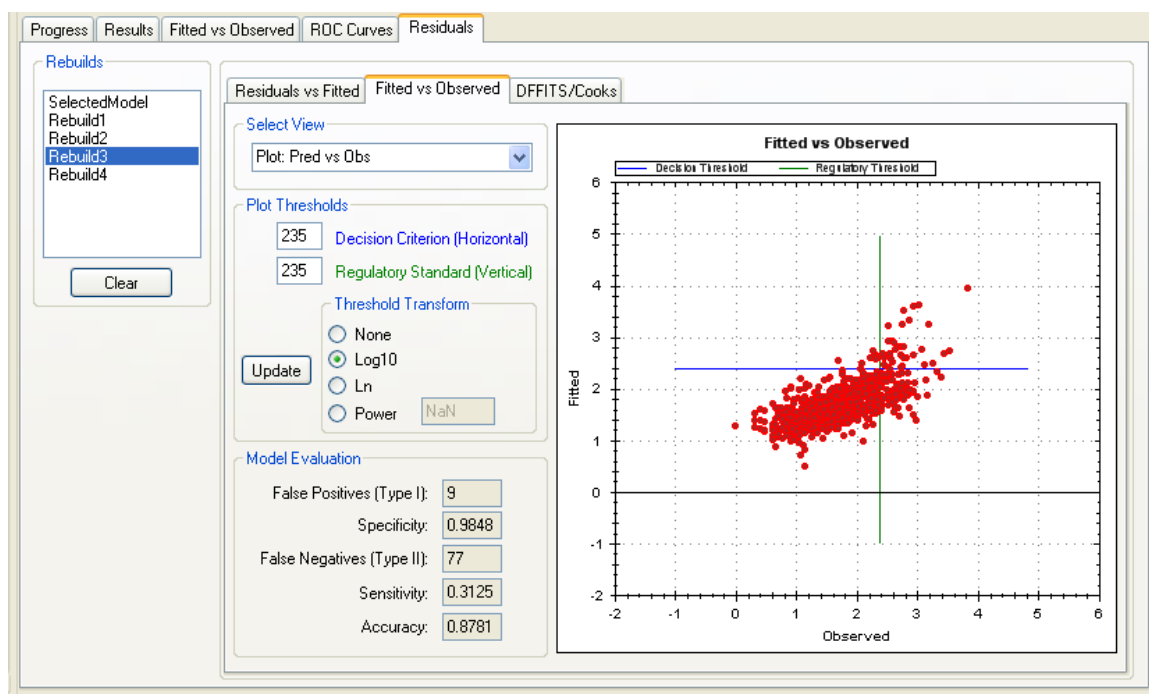 Progress Results Fitted vs Observed ROC Curves Residuals
Rebuilds
SelectedModel
Rebuild1
Rebuild2
Rebuild3
Rebuild4
Clear
Residuals vs Fitted Fitted vs Observed DFFITS/Cooks
Select View
Plot: Pred vs Obs
Plot Thresholds
235 Decision Criterion (Horizontal)
235 Regulatory Standard (Vertical)
Threshold Transform
None
Log10
Ln
Power NaN
Update
Model Evaluation
False Positives (Type I): 9
Specificity: 0.9848
False Negatives (Type II): 77
Sensitivity: 0.3125
Accuracy: 0.8781
Fitted vs Observed
Decision Threshold Regulatory Threshold
6
5
4
3
2
1
0
-1
-2
Fitted
-2 -1 0 1 2 3 4 5 6
Observed